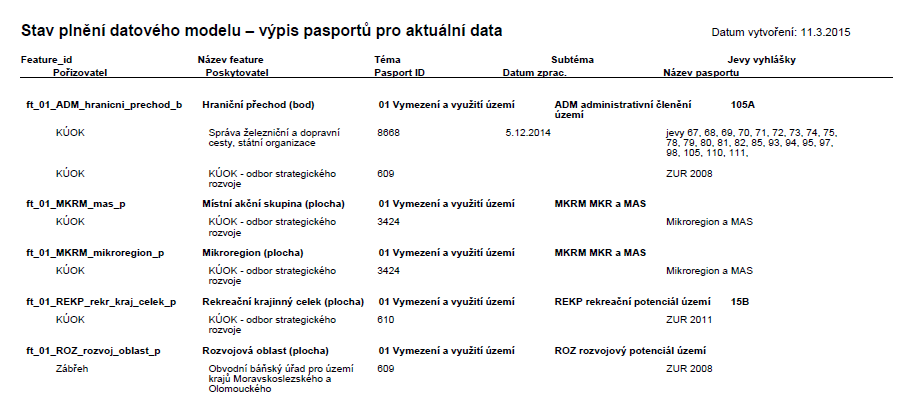 Stav plnění datového modelu – výpis pasportů pro aktuální data
Datum vytvoření: 11.3.2015
Feature_id Název feature Téma Subtéma Jevy vyhlášky
Pořizovatel Poskytovatel Pasport ID Datum zprac. Název pasportu
ft_01_ADM_hranicni_prechod_b Hraniční přechod (bod) 01 Vymezení a využití území ADM administrativní členění 105A
území
KÚOK Správa železniční a dopravní 8668 5.12.2014 jevy 67, 68, 69, 70, 71, 72, 73, 74, 75,
cesty, státní organizace 78, 79, 80, 81, 82, 85, 93, 94, 95, 97,
98, 105, 110, 111,
KÚOK KÚOK - odbor strategického 609 ZUR 2008
rozvoje
ft_01_MKRM_mas_p Místní akční skupina (plocha) 01 Vymezení a využití území MKRM MKR a MAS
KÚOK KÚOK - odbor strategického 3424 Mikroregion a MAS
rozvoje
ft_01_MKRM_mikroregion_p Mikroregion (plocha) 01 Vymezení a využití území MKRM MKR a MAS
KÚOK KÚOK - odbor strategického 3424 Mikroregion a MAS
rozvoje
ft_01_REKP_rekr_kraj_celek_p Rekreační krajinný celek (plocha) 01 Vymezení a využití území REKP rekreační potenciál území 15B
KÚOK KÚOK - odbor strategického 610 ZUR 2011
rozvoje
ft_01_ROZ_rozvoj_oblast_p Rozvojová oblast (plocha) 01 Vymezení a využití území ROZ rozvojový potenciál území
Zábřeh Obvodní báňský úřad pro území 609 ZUR 2008
krajů Moravskoslezského a
Olomouckého